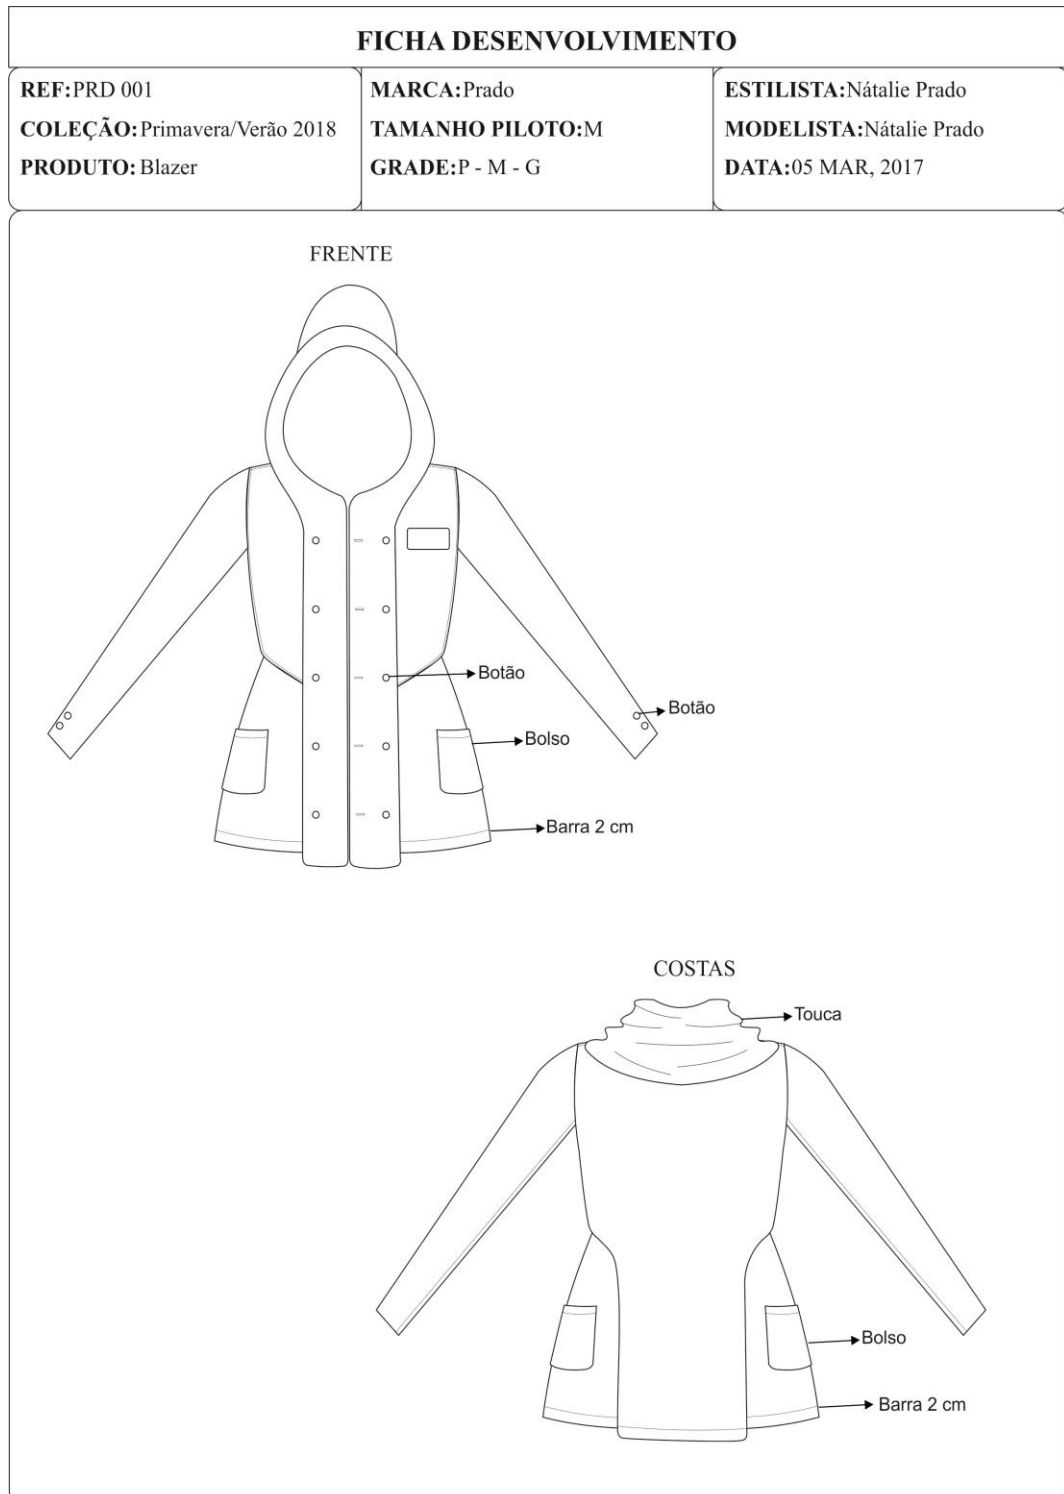 FICHA DESENVOLVIMENTO
REF:PRD 001
COLEÇÃO:Primavera/Verão 2018
PRODUTO:Blazer
MARCA:Prado
TAMANHO PILOTO:M
GRADE:P - M - G
ESTILISTA:Nátalie Prado
MODELISTA:Nátalie Prado
DATA:05 MAR, 2017
FRENTE
Botão
Botão
Bolso
Barra 2 cm
COSTAS
Touca
Bolso
Barra 2 cm